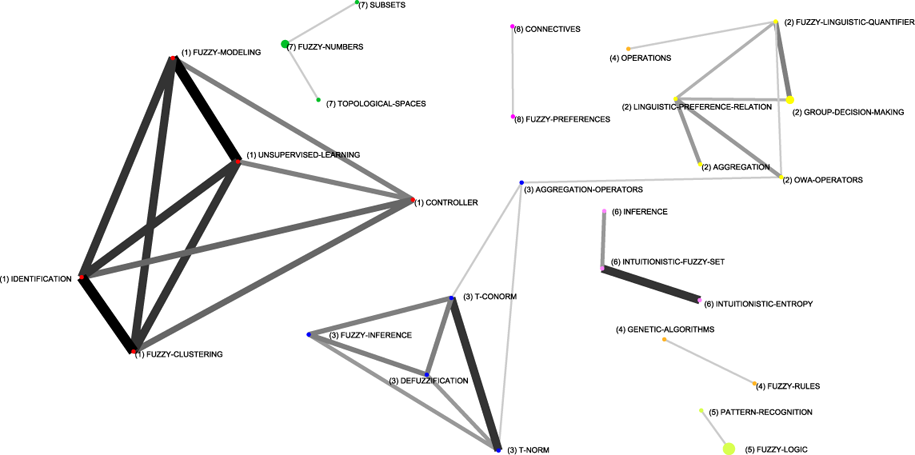 (7) SUBSETS
(2) FUZZY-LINGUISTIC-QUANTIFIER
(8) CONNECTIVES
(7) FUZZY-NUMBERS
(1) FUZZY-MODELING
(4) OPERATIONS
(7) TOPOLOGICAL-SPACES
(2) LINGUISTIC-PREFERENCE-RELATION
(2) GROUP-DECISION-MAKING
(8) FUZZY-PREFERENCES
(1) UNSUPERVISED-LEARNING
(2) AGGREGATION
(2) OWA-OPERATORS
(3) AGGREGATION-OPERATORS
(1) CONTROLLER
(6) INFERENCE
(6) INTUITIONISTIC-FUZZY-SET
(1) IDENTIFICATION
(3) T-CONORM
(6) INTUITIONISTIC-ENTROPY
(4) GENETIC-ALGORITHMS
(3) FUZZY-INFERENCE
(1) FUZZY-CLUSTERING
(3) DEFUZZIFICATION
(4) FUZZY-RULES
(5) PATTERN-RECOGNITION
(3) T-NORM
(5) FUZZY-LOGIC